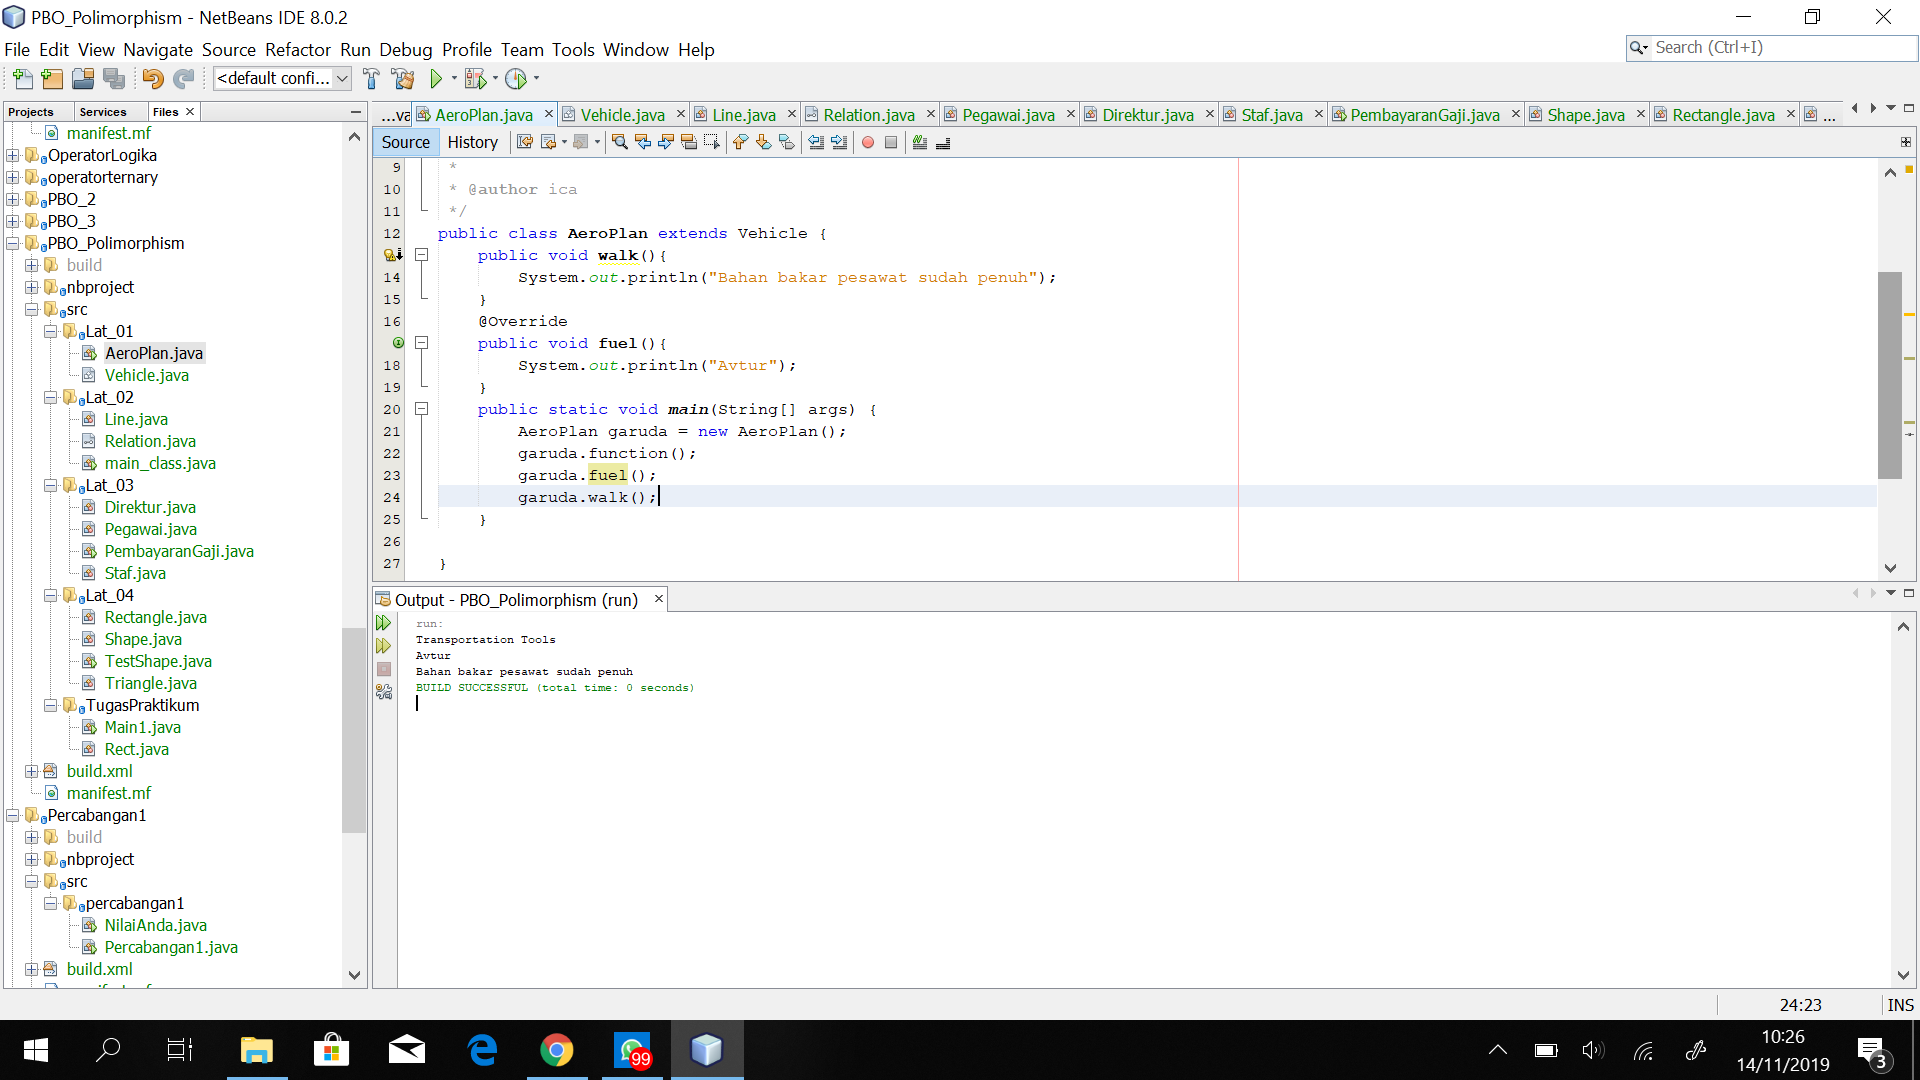 PBO_Polimorphism - NetBeans IDE 8.0.2
File Edit View Navigate Source Refactor Run Debug Profile Team Tools Window Help
Search (Ctrl+I)
<default confi...
Projects Services Files
manifest.mf
OperatorLogika
operatorternary
PBO_2
PBO_3
PBO_Polimorphism
build
nbproject
src
Lat_01
AeroPlan.java
Vehicle.java
Lat_02
Line.java
Relation.java
main_class.java
Lat_03
Direktur.java
Pegawai.java
PembayaranGaji.java
Staf.java
Lat_04
Rectangle.java
Shape.java
TestShape.java
Triangle.java
TugasPraktikum
Main1.java
Rect.java
build.xml
manifest.mf
Percabangan1
build
nbproject
src
percabangan1
NilaiAnda.java
Percabangan1.java
build.xml
...va AeroPlan.java Vehicle.java Line.java Relation.java Pegawai.java Direktur.java Staf.java PembayaranGaji.java Shape.java Rectangle.java ...
Source History
9 *
10 * @author ica
11 */
12 public class AeroPlan extends Vehicle {
public void walk(){
14 System.out.println("Bahan bakar pesawat sudah penuh");
15 }
16 @Override
public void fuel(){
18 System.out.println("Avtur");
19 }
20 public static void main(String[] args) {
21 AeroPlan garuda = new AeroPlan();
22 garuda.function();
23 garuda.fuel();
24 garuda.walk();
25 }
26
27 }
Output - PBO_Polimorphism (run)
run:
Transportation Tools
Avtur
Bahan bakar pesawat sudah penuh
BUILD SUCCESSFUL (total time: 0 seconds)
24:23 INS
99
10:26
14/11/2019
3